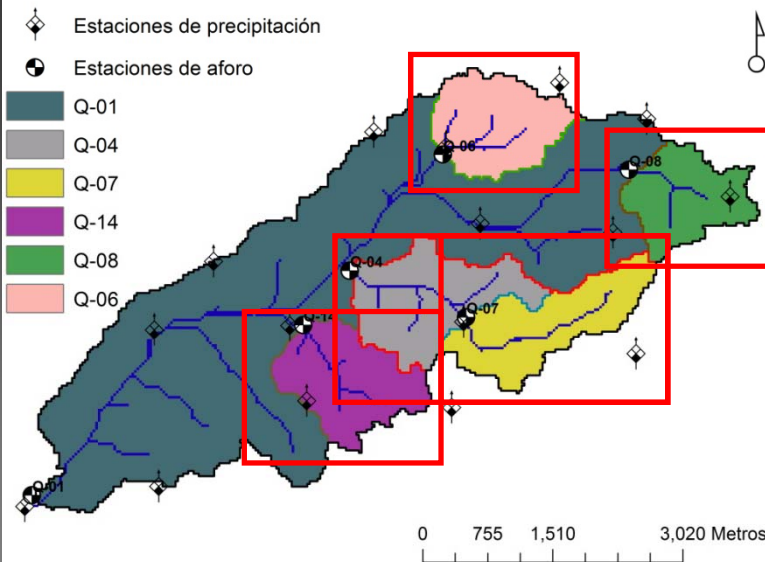 Estaciones de precipitación
Estaciones de aforo
Q-01
Q-04
Q-07
Q-14
Q-08
Q-06
Q-06
Q-08
Q-04
Q-07
Q-14
Q-01
0 755 1,510 3,020 Metros